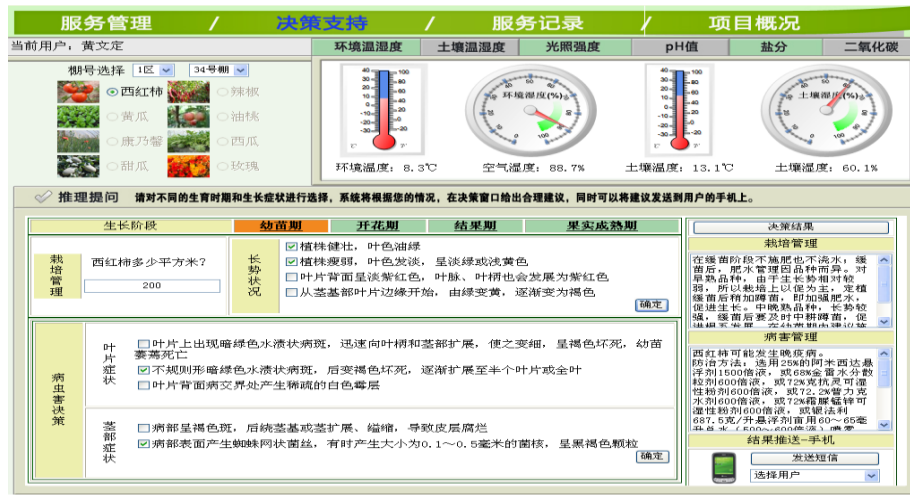 服务管理 / 决策支持 / 服务记录 / 项目概况
当前用户：黄文定
环境温湿度 土壤温湿度 光照强度 pH值 盐分 二氧化碳
棚号选择 1区 34号棚
西红柿 辣椒
黄瓜 油桃
康乃馨 西瓜
甜瓜 玫瑰
环境湿度(%) 土壤湿度(%)
环境温度：8.3℃ 空气湿度：88.7% 土壤温度：13.1℃ 土壤湿度：60.1%
推理提问 请对不同的生育时期和生长症状进行选择，系统将根据您的情况，在决策窗口给出合理建议，同时可以将建议发送到用户的手机上。
生长阶段 幼苗期 开花期 结果期 果实成熟期
栽培管理
西红柿多少平方米？
200
长势状况
植株健壮，叶色油绿
植株瘦弱，叶色发淡，呈淡绿或浅黄色
叶片背面呈淡紫红色，叶脉、叶柄也会发展为紫红色
从茎基部叶片边缘开始，由绿变黄，逐渐变为褐色
确定
病虫害决策
叶片症状
叶片上出现暗绿色水渍状病斑，迅速向叶柄和茎部扩展，使之变细，呈褐色坏死，幼苗
萎蔫死亡
不规则形暗绿色水渍状病斑，后变褐色坏死，逐渐扩展至半个叶片或全叶
叶片背面病交界处产生稀疏的白色霉层
茎部症状
病部呈褐色斑，后绕茎基或茎扩展、缢缩，导致皮层腐烂
病部表面产生蜘蛛网状菌丝，有时产生大小为0.1～0.5毫米的菌核，呈黑褐色颗粒
确定
决策结果
栽培管理
在缓苗阶段不施肥也不浇水；缓
苗后，肥水管理因品种而异。对
早熟品种，由于生长势相对较
弱，所以栽培上以促为主，定植
缓苗后稍加蹲苗，即加强肥水，
促进生长。中晚熟品种，长势较
强，缓苗后要及时中耕蹲苗，促
病害管理
西红柿可能发生晚疫病。
防治方法：选用25%的阿米西达悬
浮剂1500倍液，或68%金雷水分散
粒剂600倍液，或72%克抗灵可湿
性粉剂600倍液，或72.2%普力克
水剂600倍液，或72%霜脲锰锌可
湿性粉剂600倍液，或银法利
687.5克/升悬浮剂亩用60～65毫
结果推送-手机
发送短信
选择用户